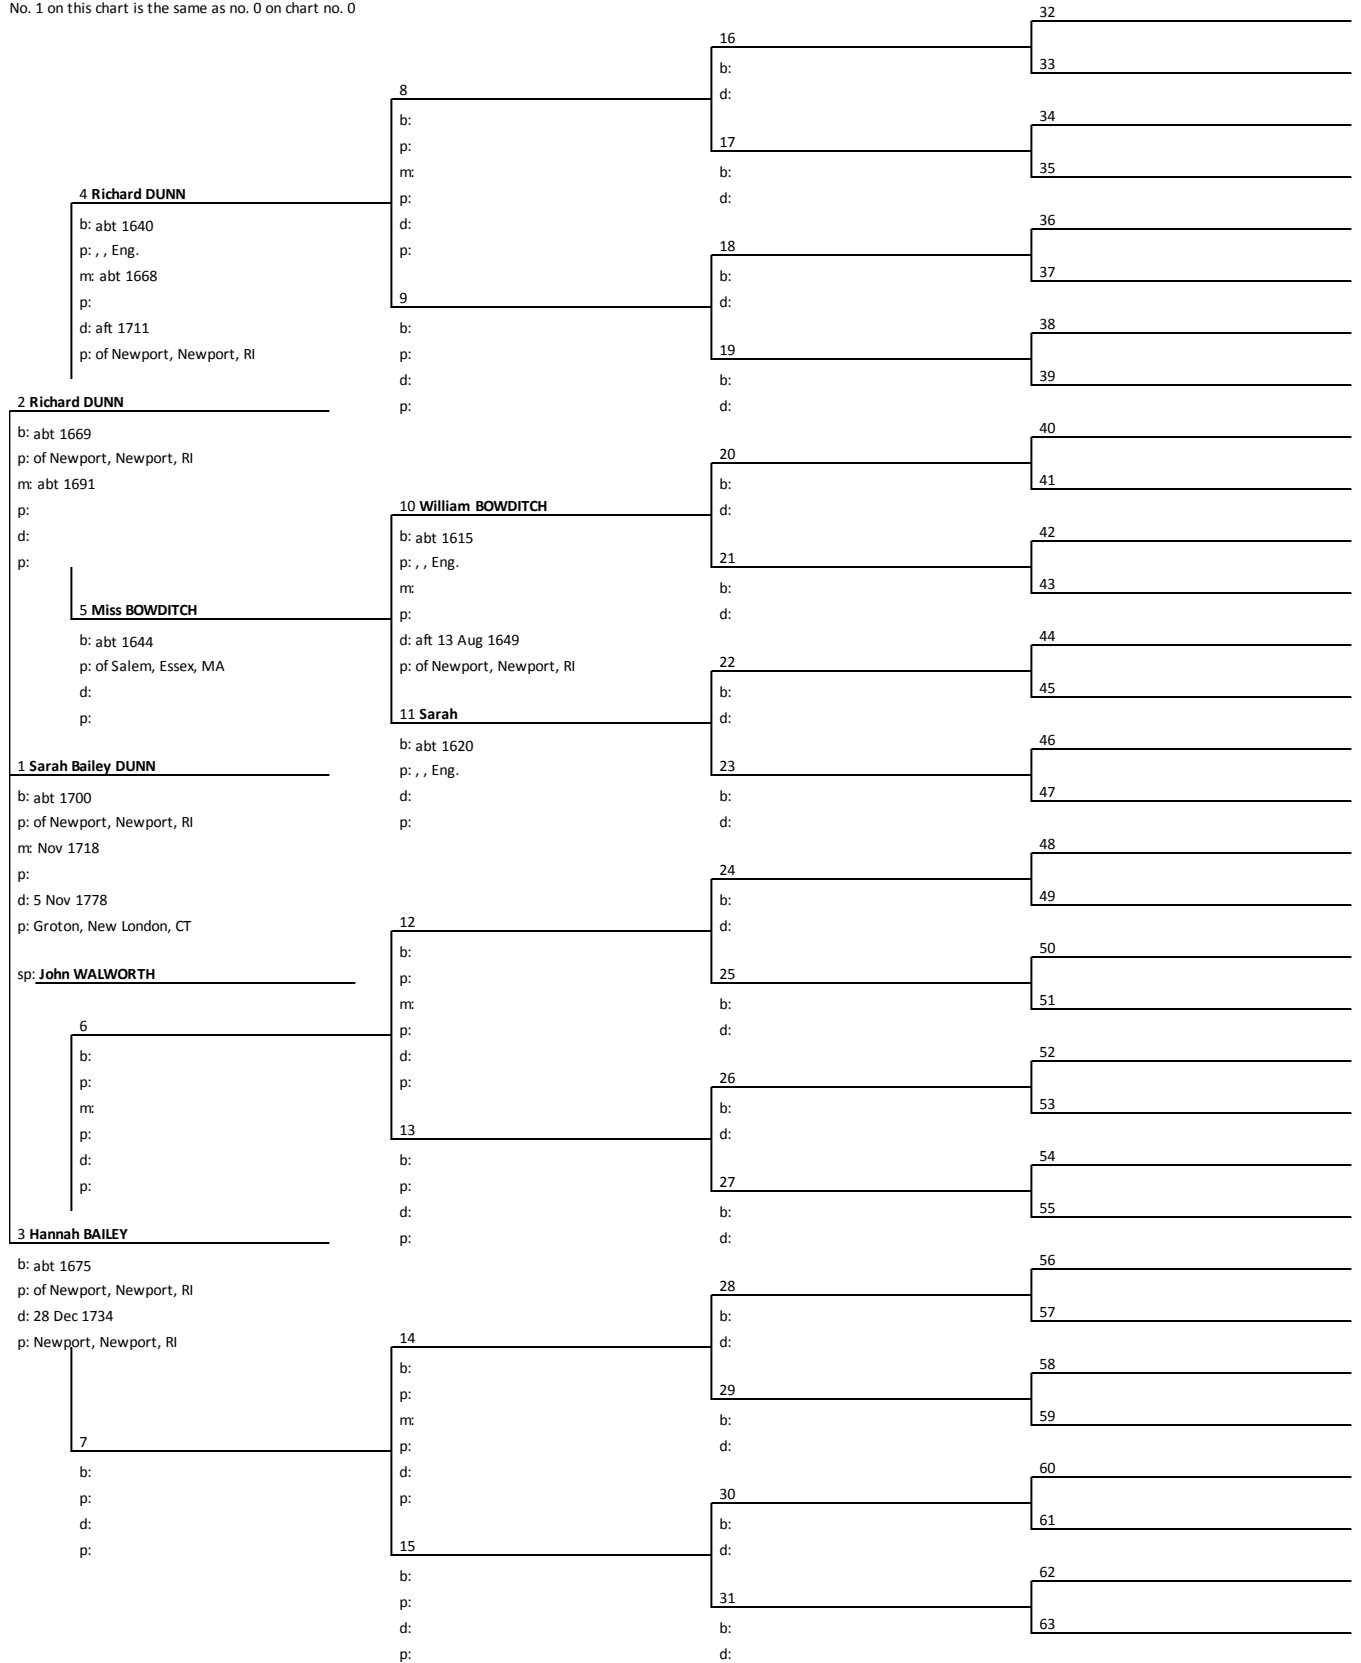 No. 1 on this chart is the same as no. 0 on chart no. 0
4 Richard DUNN
b: abt 1640
p: , , Eng.
m: abt 1668
p:
d: aft 1711
p: of Newport, Newport, RI
2 Richard DUNN
b: abt 1669
p: of Newport, Newport, RI
m: abt 1691
p:
d:
p:
5 Miss BOWDITCH
b: abt 1644
p: of Salem, Essex, MA
d:
p:
1 Sarah Bailey DUNN
b: abt 1700
p: of Newport, Newport, RI
m: Nov 1718
p:
d: 5 Nov 1778
p: Groton, New London, CT
sp: John WALWORTH
6
b:
p:
m:
p:
d:
p:
3 Hannah BAILEY
b: abt 1675
p: of Newport, Newport, RI
d: 28 Dec 1734
p: Newport, Newport, RI
7
b:
p:
d:
p:
8
b:
p:
m:
p:
d:
p:
9
b:
p:
d:
p:
10 William BOWDITCH
b: abt 1615
p: , , Eng.
m:
p:
d: aft 13 Aug 1649
p: of Newport, Newport, RI
11 Sarah
b: abt 1620
p: , , Eng.
d:
p:
12
b:
p:
m:
p:
d:
p:
13
b:
p:
d:
p:
14
b:
p:
m:
p:
d:
p:
15
b:
p:
d:
p:
16
b:
d:
17
b:
d:
18
b:
d:
19
b:
d:
20
b:
d:
21
b:
d:
22
b:
d:
23
b:
d:
24
b:
d:
25
b:
d:
26
b:
d:
27
b:
d:
28
b:
d:
29
b:
d:
30
b:
d:
31
b:
d:
32
33
34
35
36
37
38
39
40
41
42
43
44
45
46
47
48
49
50
51
52
53
54
55
56
57
58
59
60
61
62
63